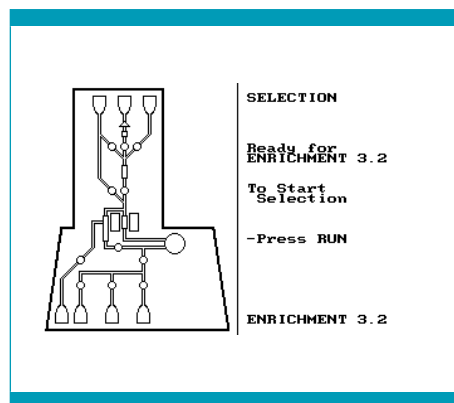 SELECTION
Ready for
ENRICHMENT 3.2
To Start
Selection
-Press RUN
ENRICHMENT 3.2